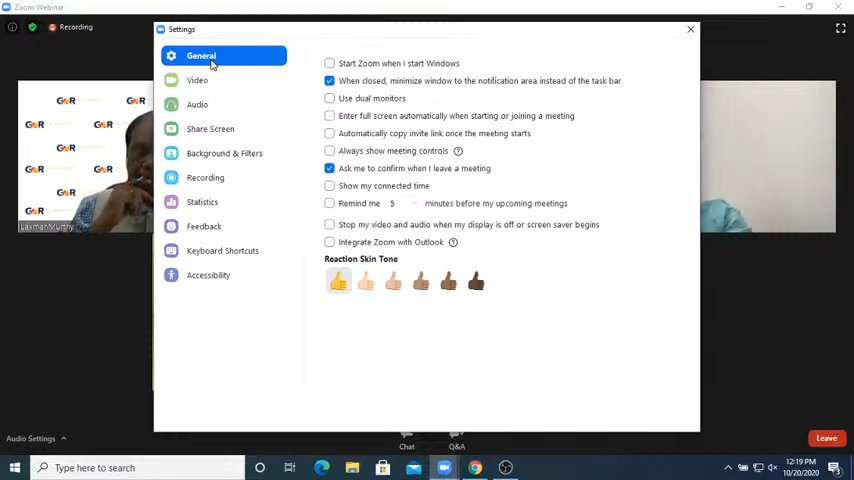 Zoom Webinar
Recording
Settings
General
Video
Audio
Share Screen
Background & Filters
Recording
Statistics
Feedback
Keyboard Shortcuts
Accessibility
Start Zoom when I start Windows
When closed, minimize window to the notification area instead of the task bar
Use dual monitors
Enter full screen automatically when starting or joining a meeting
Automatically copy invite link once the meeting starts
Always show meeting controls
Ask me to confirm when I leave a meeting
Show my connected time
Remind me 5 minutes before my upcoming meetings
Stop my video and audio when my display is off or screen saver begins
Integrate Zoom with Outlook
Reaction Skin Tone
LaxmanMurthy
Audio Settings
Chat
Q&A
Leave
Type here to search
12:19 PM
10/20/2020
3